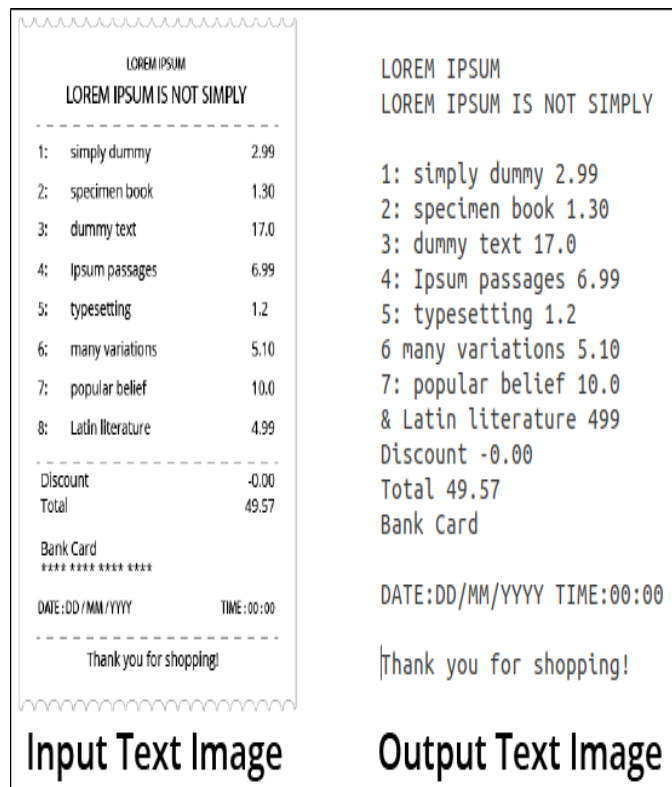 LOREM IPSUM
LOREM IPSUM IS NOT SIMPLY
1: simply dummy 2.99
2: specimen book 1.30
3: dummy text 17.0
4: Ipsum passages 6.99
5: typesetting 1.2
6: many variations 5.10
7: popular belief 10.0
8: Latin literature 4.99
Discount -0.00
Total 49.57
Bank Card
**** **** **** ****
DATE:DD/MM/YYYY TIME:00:00
Thank you for shopping!
Input Text Image
LOREM IPSUM
LOREM IPSUM IS NOT SIMPLY
1: simply dummy 2.99
2: specimen book 1.30
3: dummy text 17.0
4: Ipsum passages 6.99
5: typesetting 1.2
6 many variations 5.10
7: popular belief 10.0
& Latin literature 499
Discount -0.00
Total 49.57
Bank Card
DATE:DD/MM/YYYY TIME:00:00
Thank you for shopping!
Output Text Image